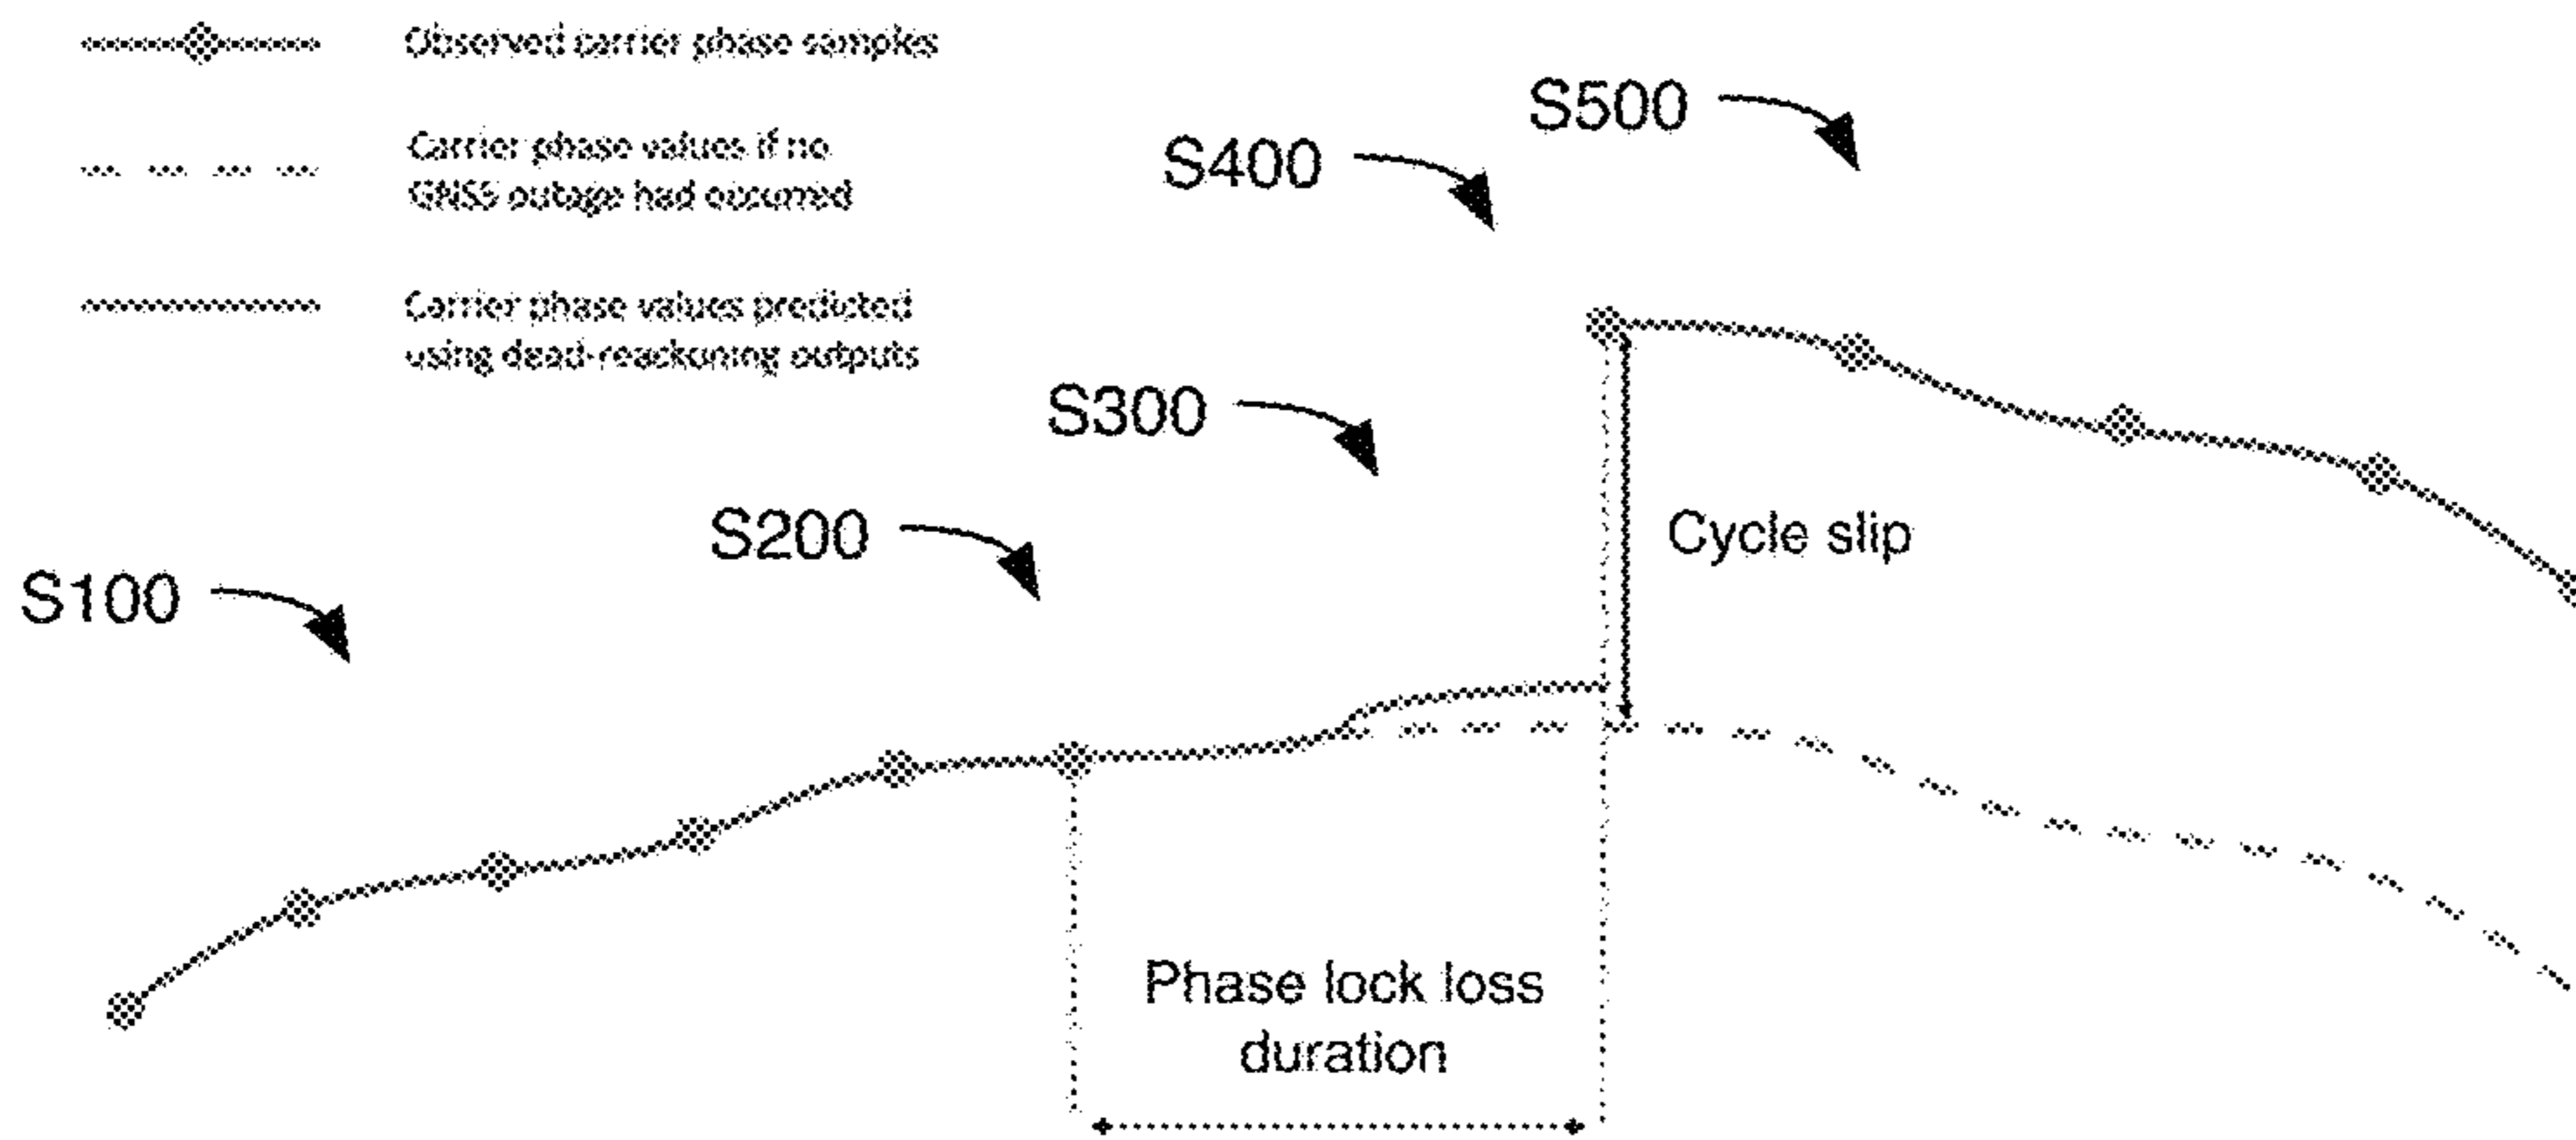 Observed carrier phase samples
Carrier phase values if no
GNSS outage had occurred
Carrier phase values predicted
using dead-reackoning outputs
S500
S400
S300
S200
S100
Cycle slip
Phase lock loss
duration